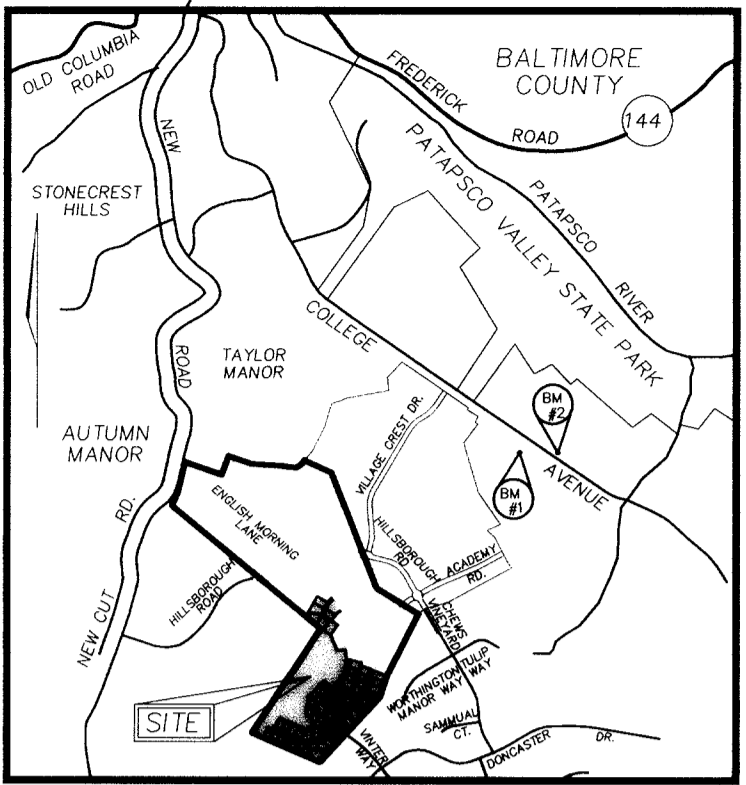 OLD COLUMBIA
ROAD
FREDERICK
ROAD
BALTIMORE
COUNTY
144
NEW
STONECREST
HILLS
PATAPSCO VALLEY STATE PARK
PATAPSCO
RIVER
COLLEGE
AVENUE
ROAD
TAYLOR
MANOR
AUTUMN
MANOR
BM
#2
BM
#1
VILLAGE CREST DR.
ENGLISH MORNING
LANE
HILLSBOROUGH
RD
ACADEMY
RD.
NEW CUT
RD.
HILLSBOROUGH
ROAD
CHEWS
VINEYARD
WORTHINGTON
MANOR WAY
TULIP
WAY
SITE
SAMMUAL
CT.
VINTER
WAY
DONCASTER
DR.